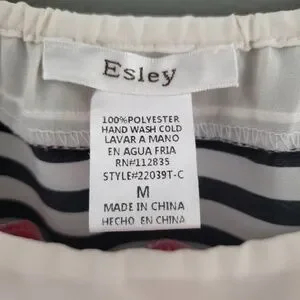 Esley
100%POLYESTER
HAND WASH COLD
LAVAR A MANO
EN AGUA FRIA
RN#112835
STYLE#22039T-C
M
MADE IN CHINA
HECHO EN CHINA